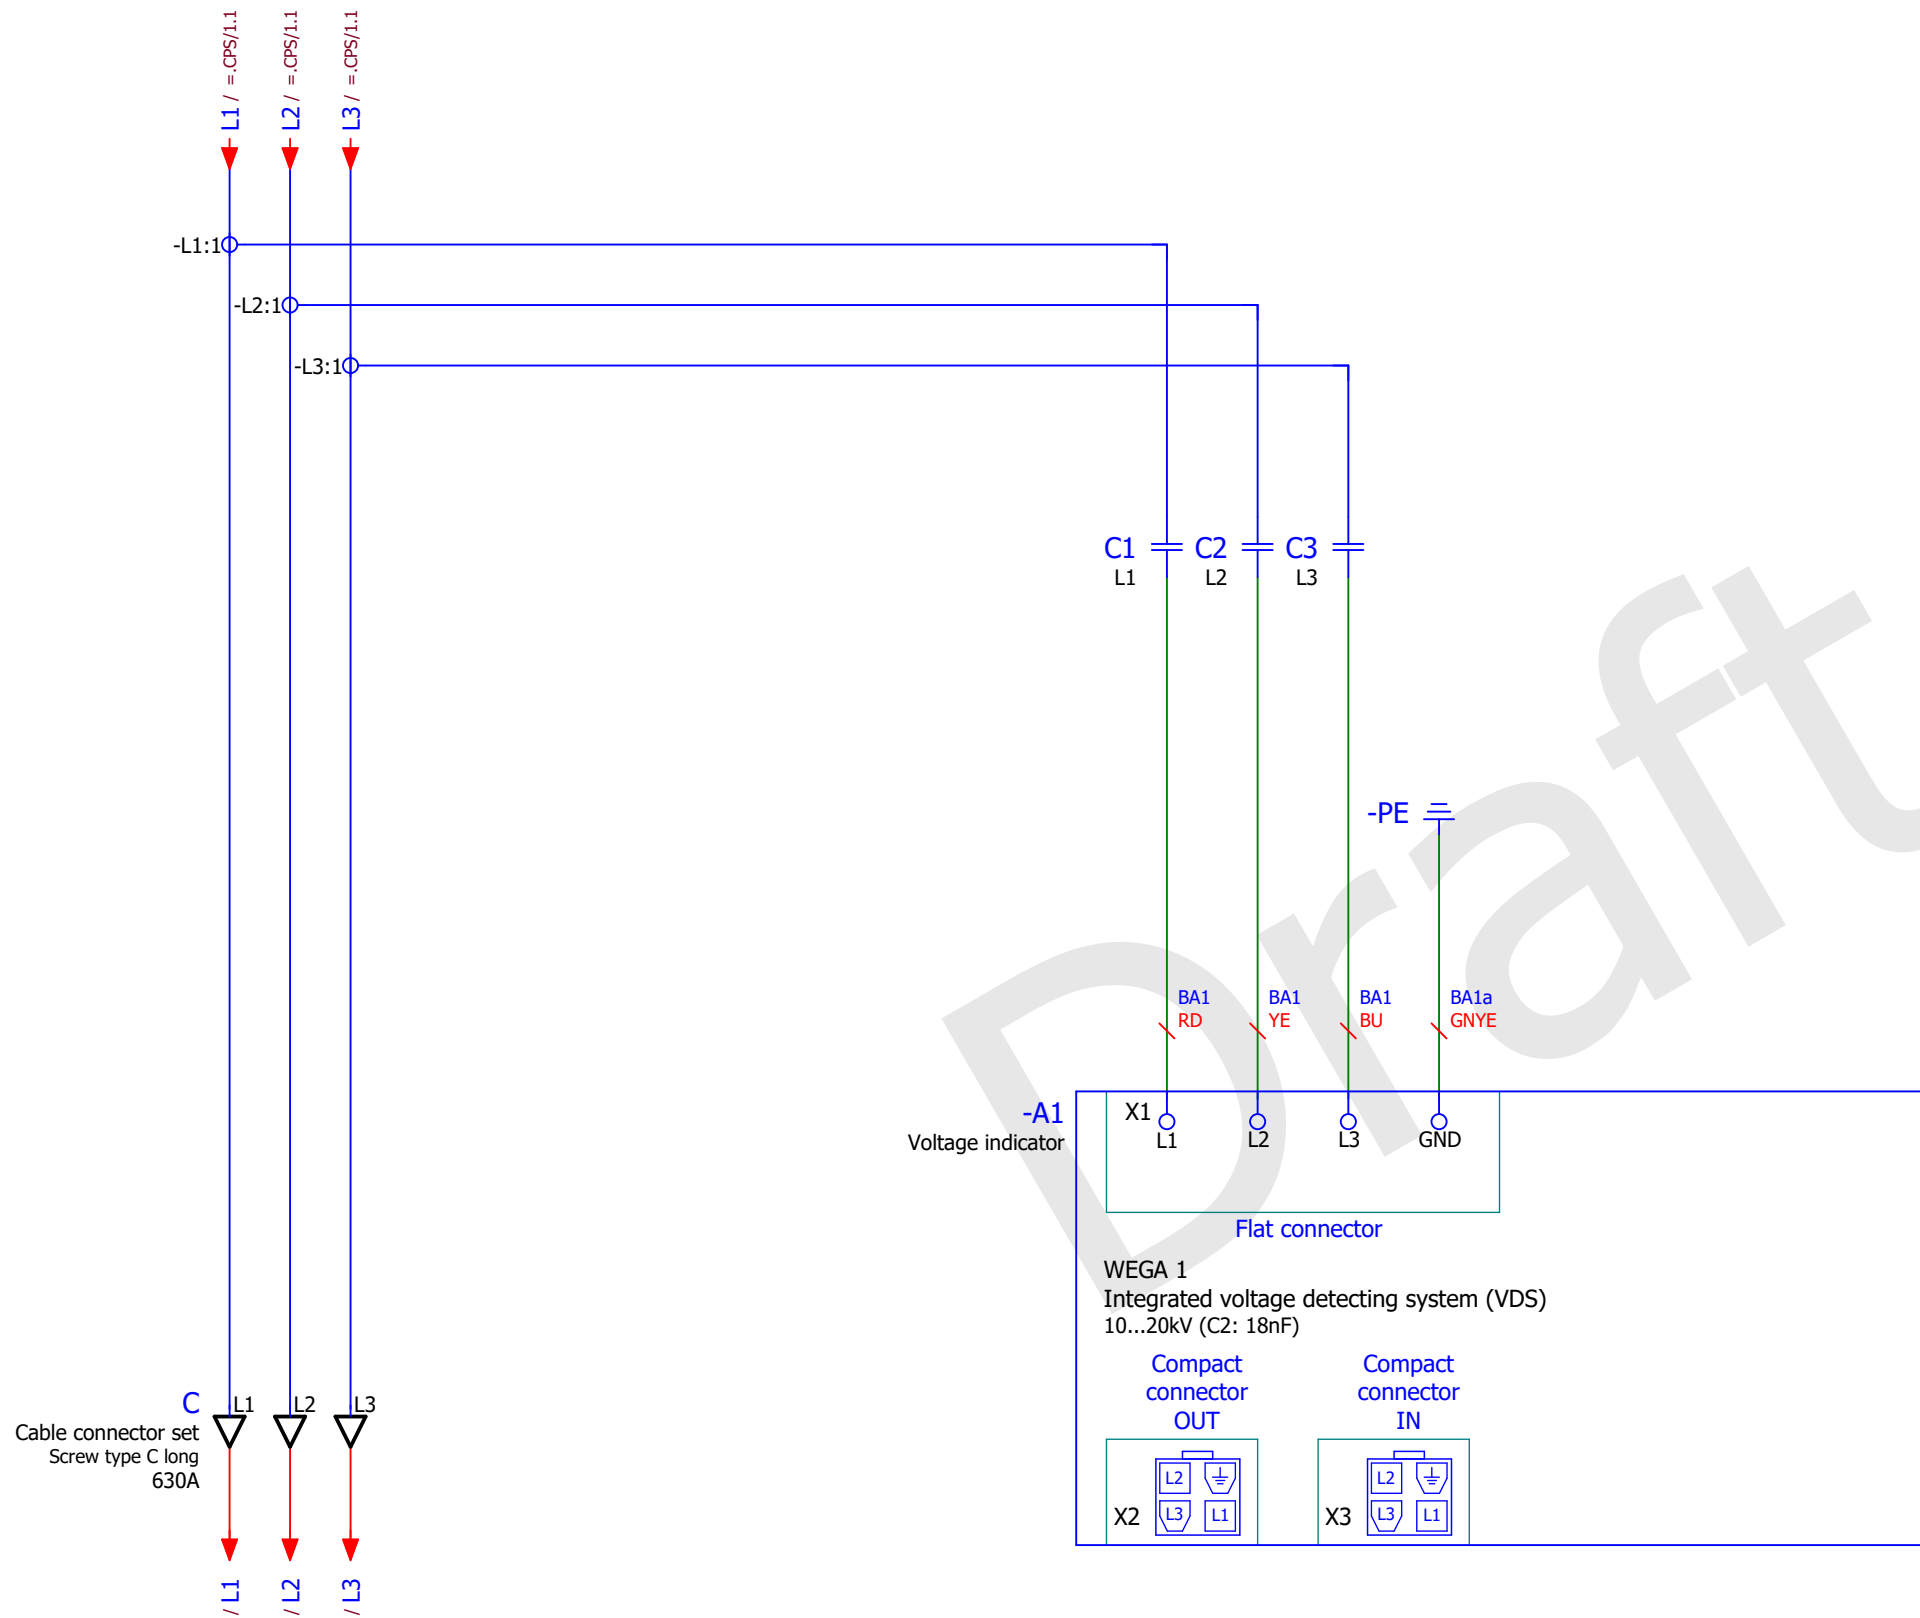 L1 / =.CPS/1.1
L2 / =.CPS/1.1
L3 / =.CPS/1.1
-L1:1
-L2:1
-L3:1
C1
L1
C2
L2
C3
L3
-PE
BA1
RD
BA1
YE
BA1
BU
BA1a
GNYE
-A1
Voltage indicator
X1
L1
L2
L3
GND
Flat connector
WEGA 1
Integrated voltage detecting system (VDS)
10...20kV (C2: 18nF)
Compact
connector
OUT
Compact
connector
IN
X2
L2
L3
L1
X3
L2
L3
L1
C
Cable connector set
Screw type C long
630A
L1
L2
L3
/ L1
/ L2
/ L3
Draft